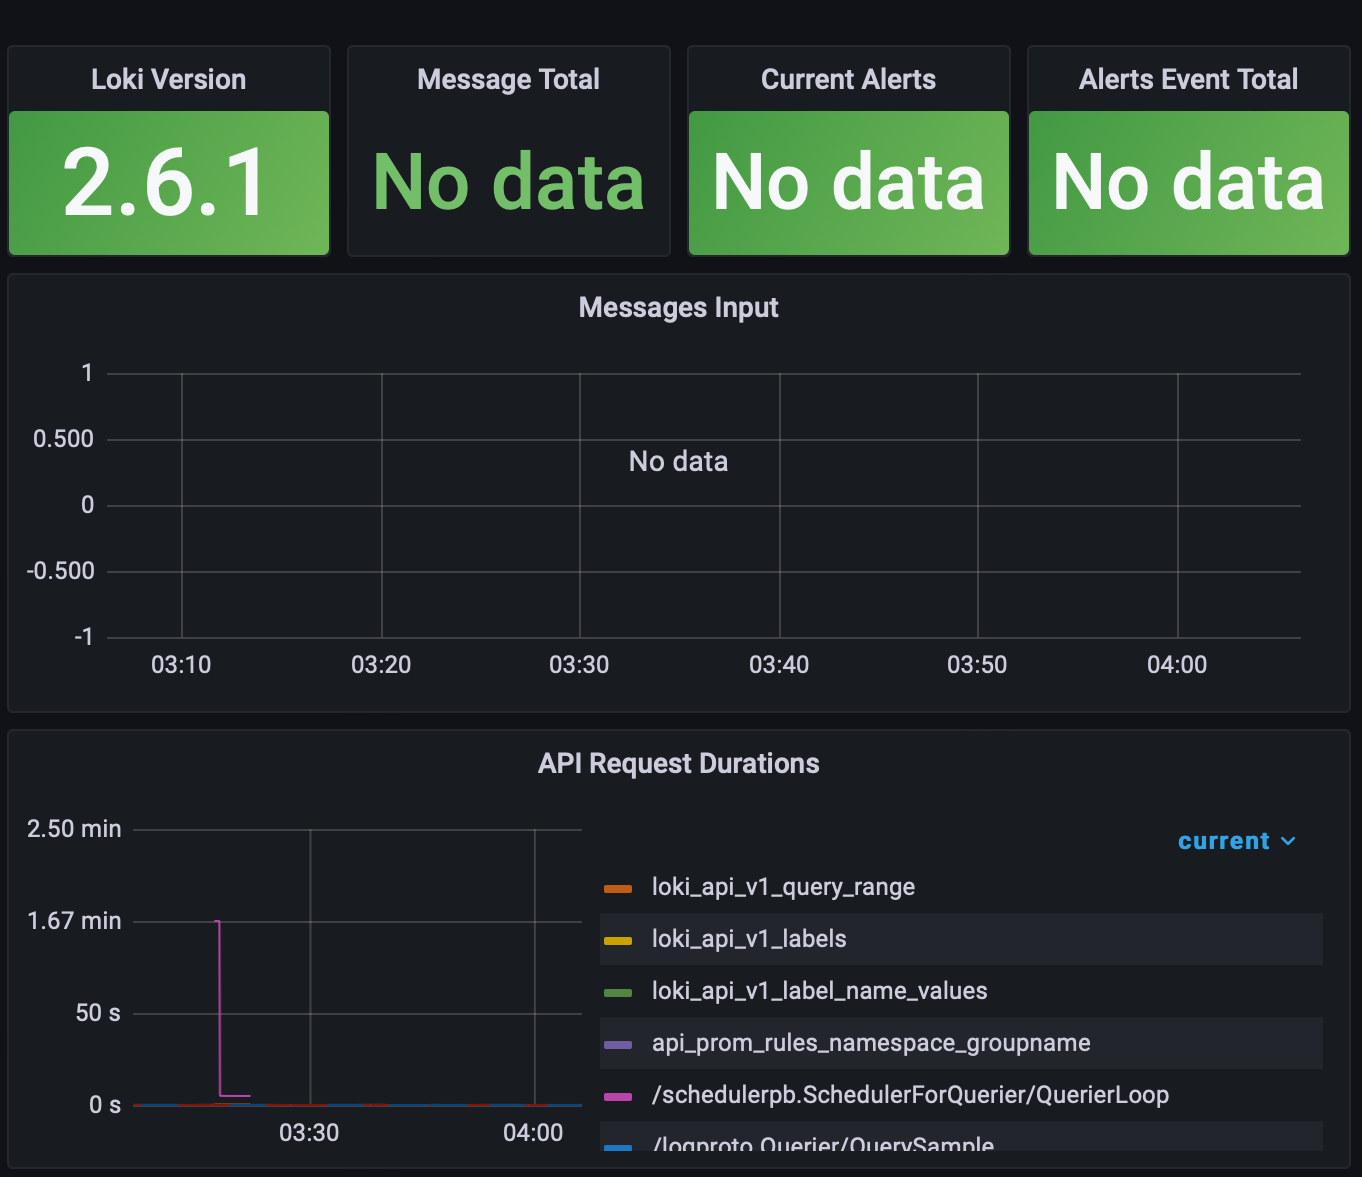 Loki Version
2.6.1
Message Total
No data
Current Alerts
No data
Alerts Event Total
No data
Messages Input
1
0.500
0
-0.500
-1
No data
03:10
03:20
03:30
03:40
03:50
04:00
API Request Durations
2.50 min
1.67 min
50 s
0 s
03:30
04:00
current
loki_api_v1_query_range
loki_api_v1_labels
loki_api_v1_label_name_values
api_prom_rules_namespace_groupname
/schedulerpb.SchedulerForQuerier/QuerierLoop
/logproto.Querier/QuerySample